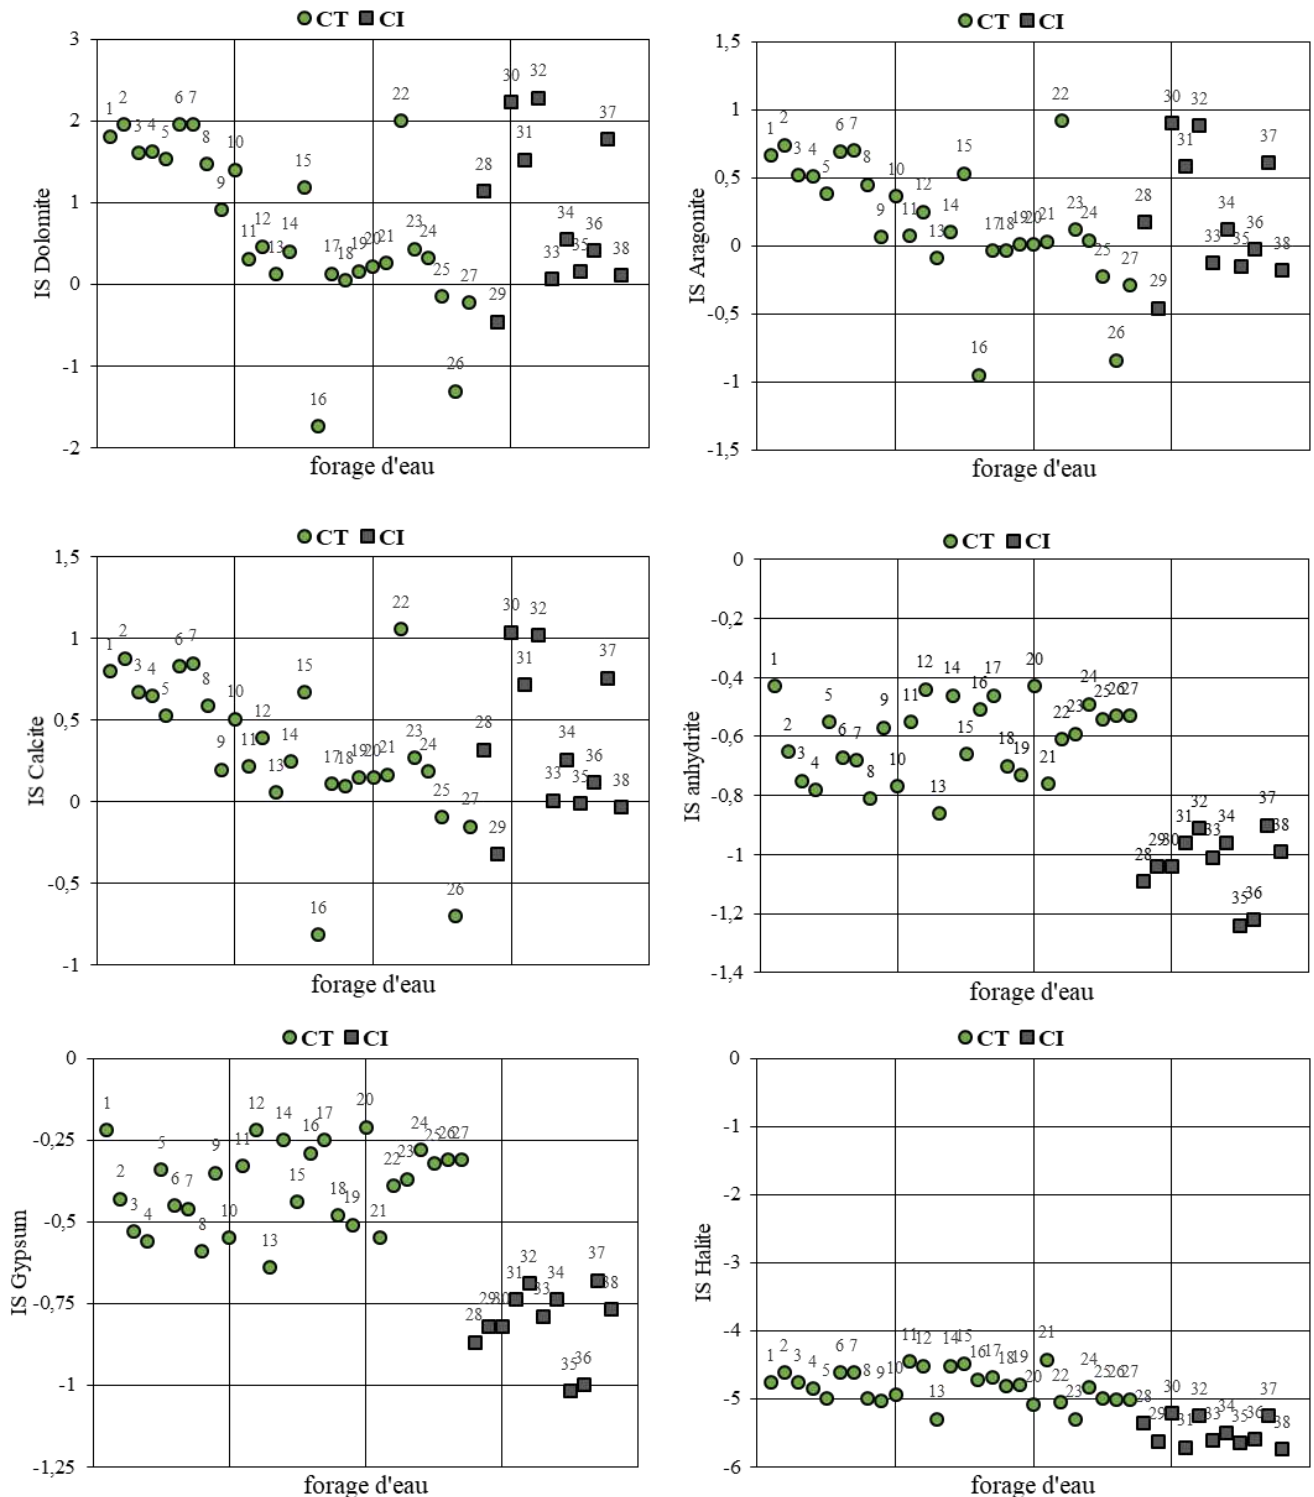 CT CI
3
2
1
0
-1
-2
IS Dolomite
1 2 3 4 5 6 7 8 9 10 11 12 13 14 15 16 17 18 19 20 21 22 23 24 25 26 27 28 29 30 31 32 33 34 35 36 37 38
forage d'eau
CT CI
1,5
1
0,5
0
-0,5
-1
-1,5
IS Aragonite
1 2 3 4 5 6 7 8 9 10 11 12 13 14 15 16 17 18 19 20 21 22 23 24 25 26 27 28 29 30 31 32 33 34 35 36 37 38
forage d'eau
CT CI
1,5
1
0,5
0
-0,5
-1
IS Calcite
1 2 3 4 5 6 7 8 9 10 11 12 13 14 15 16 17 18 19 20 21 22 23 24 25 26 27 28 29 30 31 32 33 34 35 36 37 38
forage d'eau
CT CI
0
-0,2
-0,4
-0,6
-0,8
-1
-1,2
-1,4
IS anhydrite
1 2 3 4 5 6 7 8 9 10 11 12 13 14 15 16 17 18 19 20 21 22 23 24 25 26 27 28 29 30 31 32 33 34 35 36 37 38
forage d'eau
CT CI
0
-0,25
-0,5
-0,75
-1
-1,25
IS Gypsum
1 2 3 4 5 6 7 8 9 10 11 12 13 14 15 16 17 18 19 20 21 22 23 24 25 26 27 28 29 30 31 32 33 34 35 36 37 38
forage d'eau
CT CI
0
-1
-2
-3
-4
-5
-6
IS Halite
1 2 3 4 5 6 7 8 9 10 11 12 13 14 15 16 17 18 19 20 21 22 23 24 25 26 27 28 29 30 31 32 33 34 35 36 37 38
forage d'eau